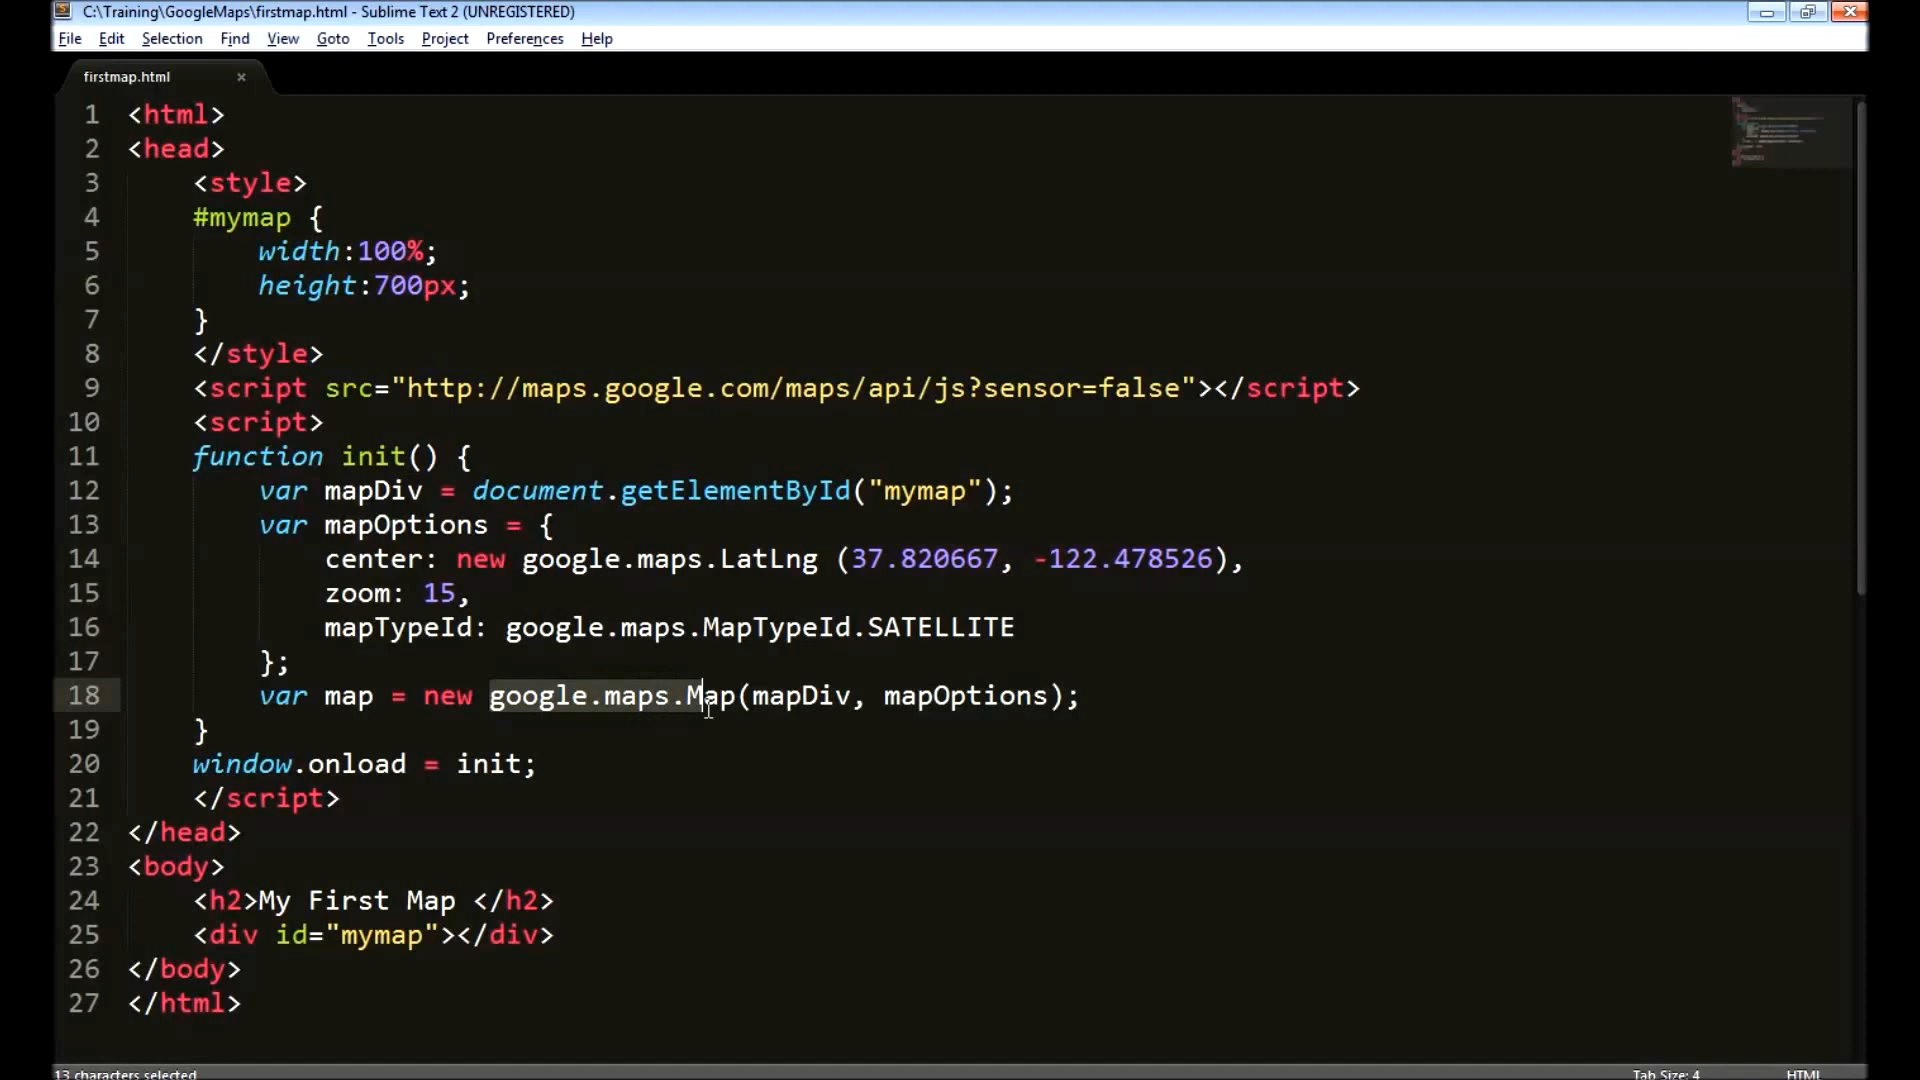 C:\Training\GoogleMaps\firstmap.html - Sublime Text 2 (UNREGISTERED)
File Edit Selection Find View Goto Tools Project Preferences Help
firstmap.html ×
1 <html>
2 <head>
3 <style>
4 #mymap {
5 width:100%;
6 height:700px;
7 }
8 </style>
9 <script src="http://maps.google.com/maps/api/js?sensor=false"></script>
10 <script>
11 function init() {
12 var mapDiv = document.getElementById("mymap");
13 var mapOptions = {
14 center: new google.maps.LatLng (37.820667, -122.478526),
15 zoom: 15,
16 mapTypeId: google.maps.MapTypeId.SATELLITE
17 };
18 var map = new google.maps.Map(mapDiv, mapOptions);
19 }
20 window.onload = init;
21 </script>
22 </head>
23 <body>
24 <h2>My First Map </h2>
25 <div id="mymap"></div>
26 </body>
27 </html>
13 characters selected Tab Size: 4 HTML